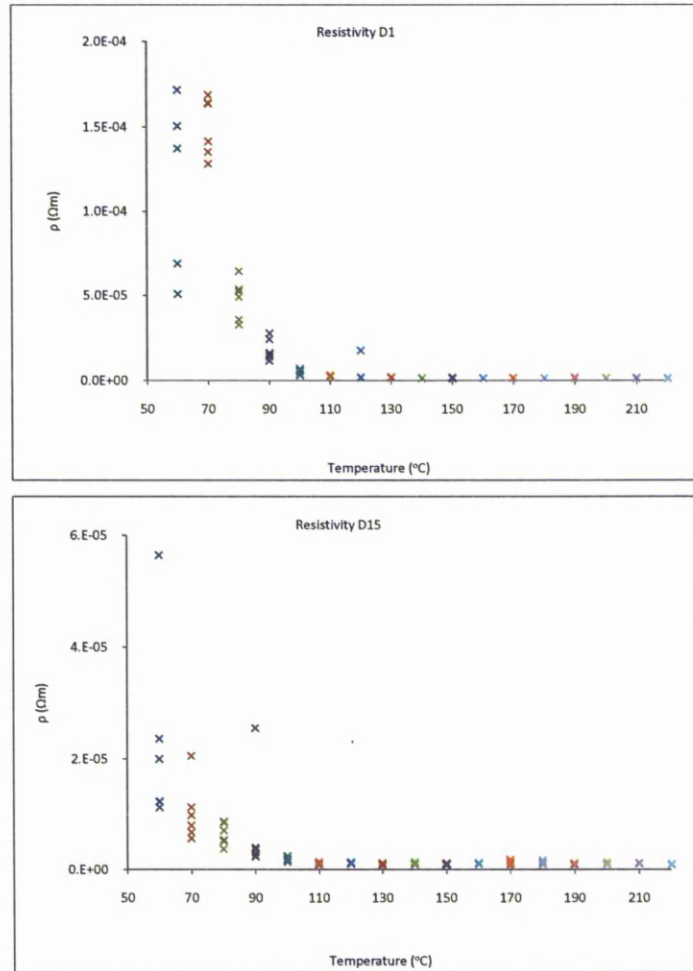 Resistivity D1
2.0E-04
1.5E-04
1.0E-04
5.0E-05
0.0E+00
ρ (Ωm)
50 70 90 110 130 150 170 190 210
Temperature (°C)
Resistivity D15
6.E-05
4.E-05
2.E-05
0.E+00
ρ (Ωm)
50 70 90 110 130 150 170 190 210
Temperature (°C)